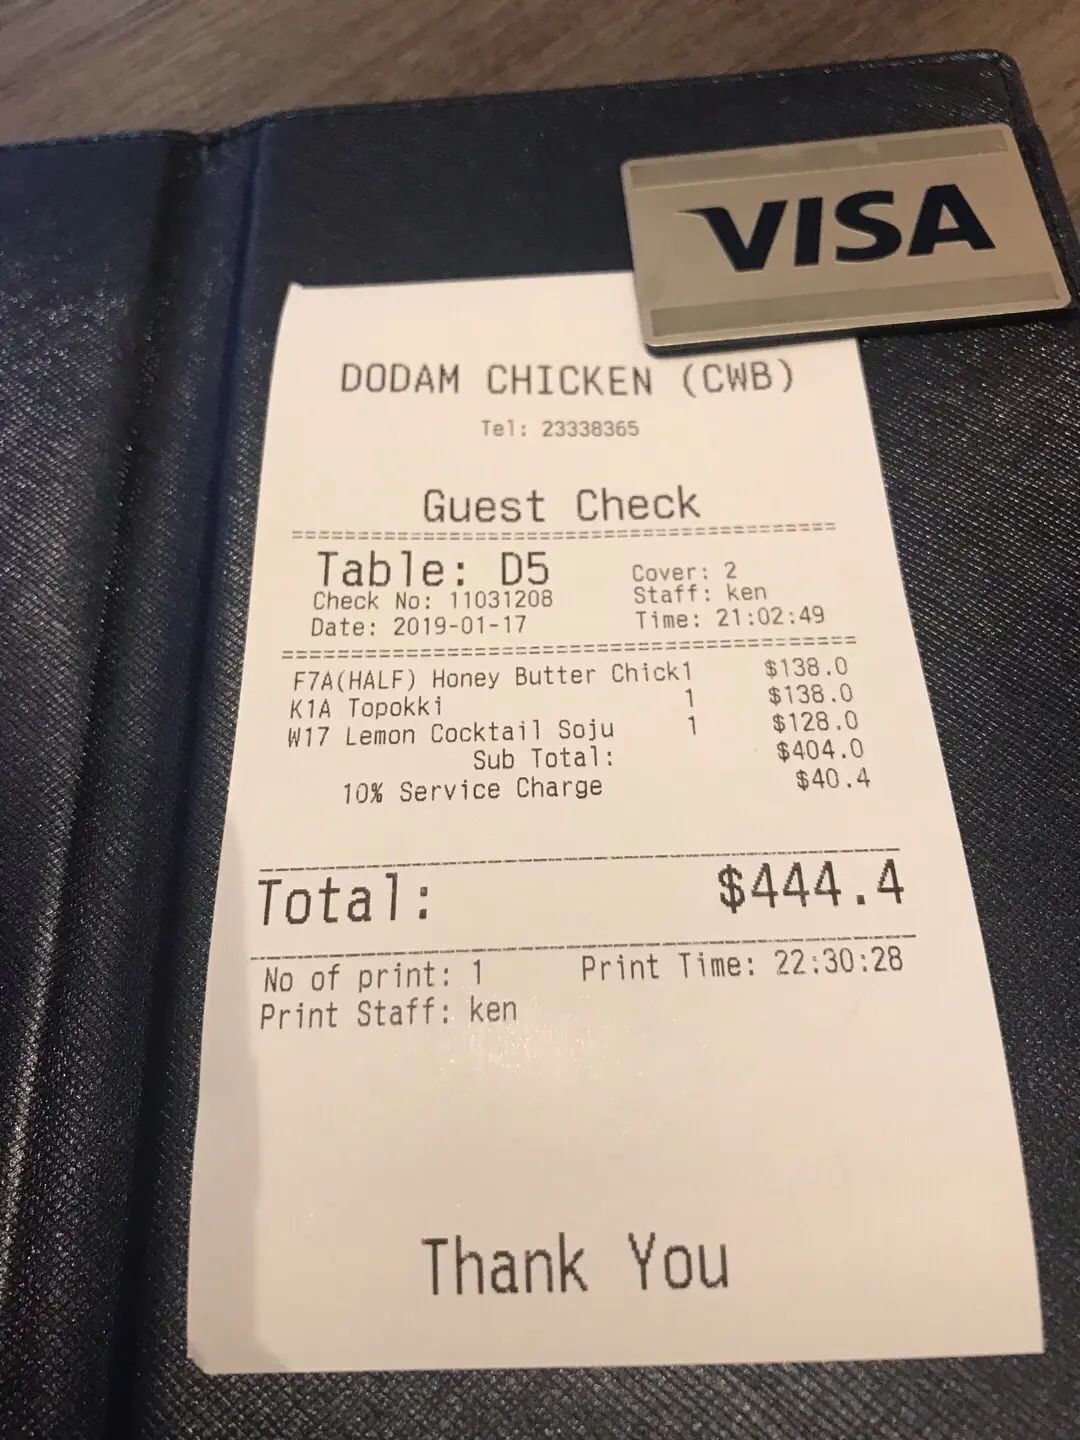 VISA
DODAM CHICKEN (CWB)
Tel: 23338365
Guest Check
Table: D5 Cover: 2
Check No: 11031208 Staff: ken
Date: 2019-01-17 Time: 21:02:49
F7A(HALF) Honey Butter Chick1 $138.0
K1A Topokki 1 $138.0
W17 Lemon Cocktail Soju 1 $128.0
Sub Total: $404.0
10% Service Charge $40.4
Total: $444.4
No of print: 1 Print Time: 22:30:28
Print Staff: ken
Thank You